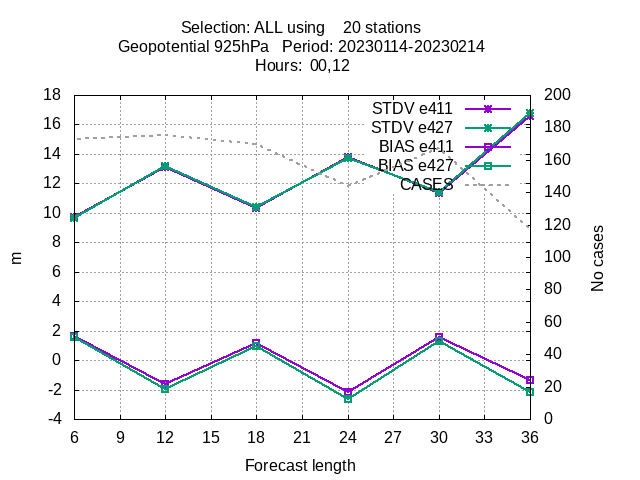 Selection: ALL using    20 stations
Geopotential 925hPa   Period: 20230114-20230214
Hours:  00,12
STDV e411
STDV e427
BIAS e411
BIAS e427
CASES
18
16
14
12
10
8
6
4
2
0
-2
-4
m
200
180
160
140
120
100
80
60
40
20
0
No cases
6 9 12 15 18 21 24 27 30 33 36
Forecast length